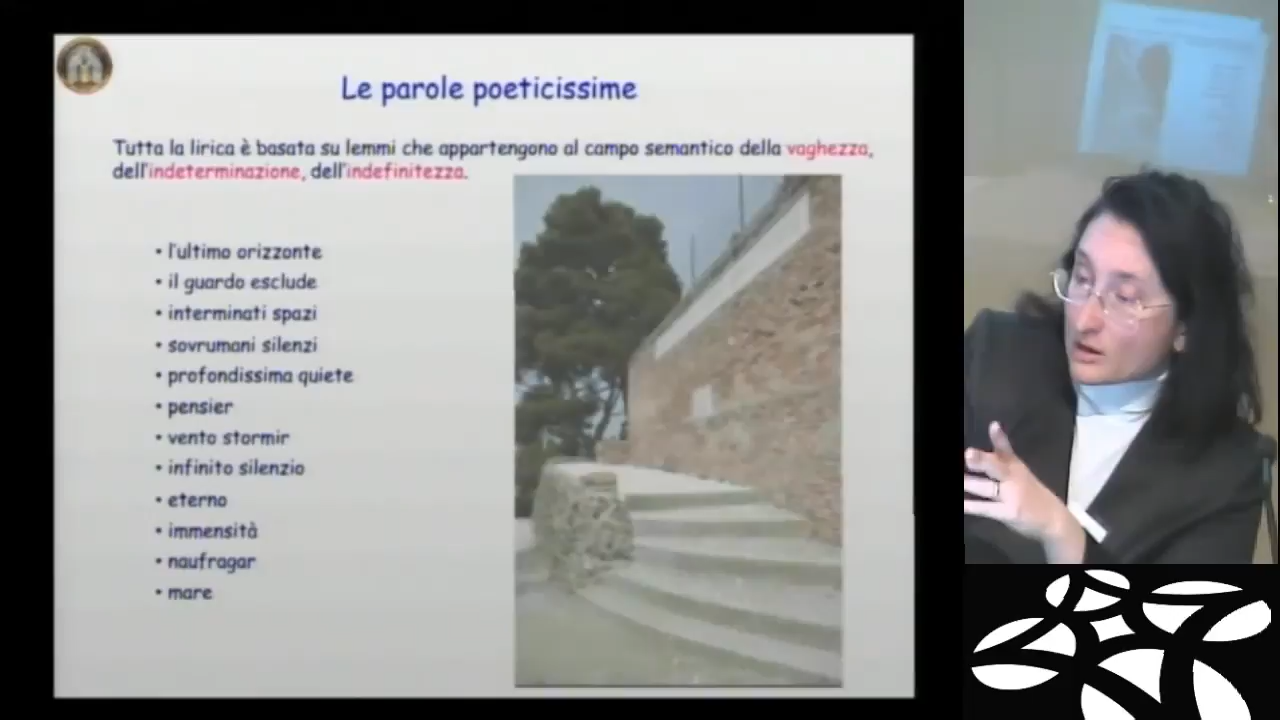 Le parole poeticissime
Tutta la lirica è basata su lemmi che appartengono al campo semantico della vaghezza,
dell'indeterminazione, dell'indefinitezza.
• l'ultimo orizzonte
• il guardo esclude
• interminati spazi
• sovrumani silenzi
• profondissima quiete
• pensier
• vento stormir
• infinito silenzio
• eterno
• immensità
• naufragar
• mare